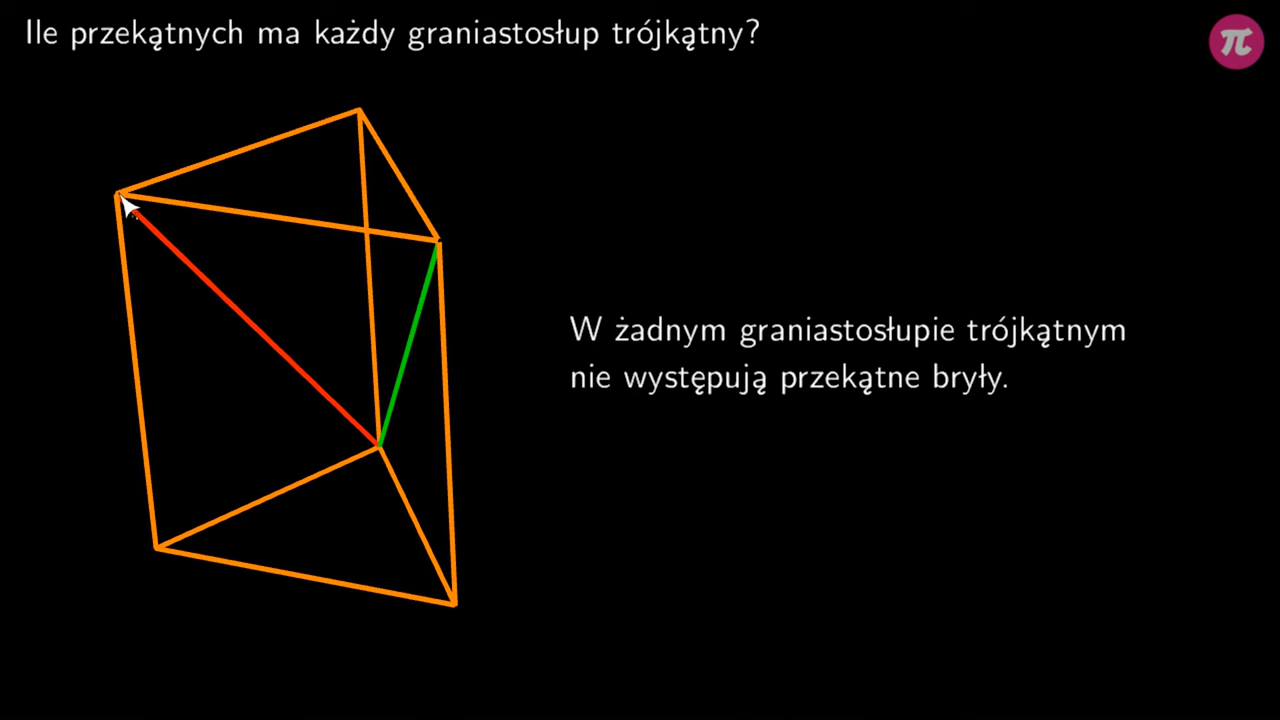 Ile przekątnych ma każdy graniastosłup trójkątny?
π
W żadnym graniastosłupie trójkątnym
nie występują przekątne bryły.